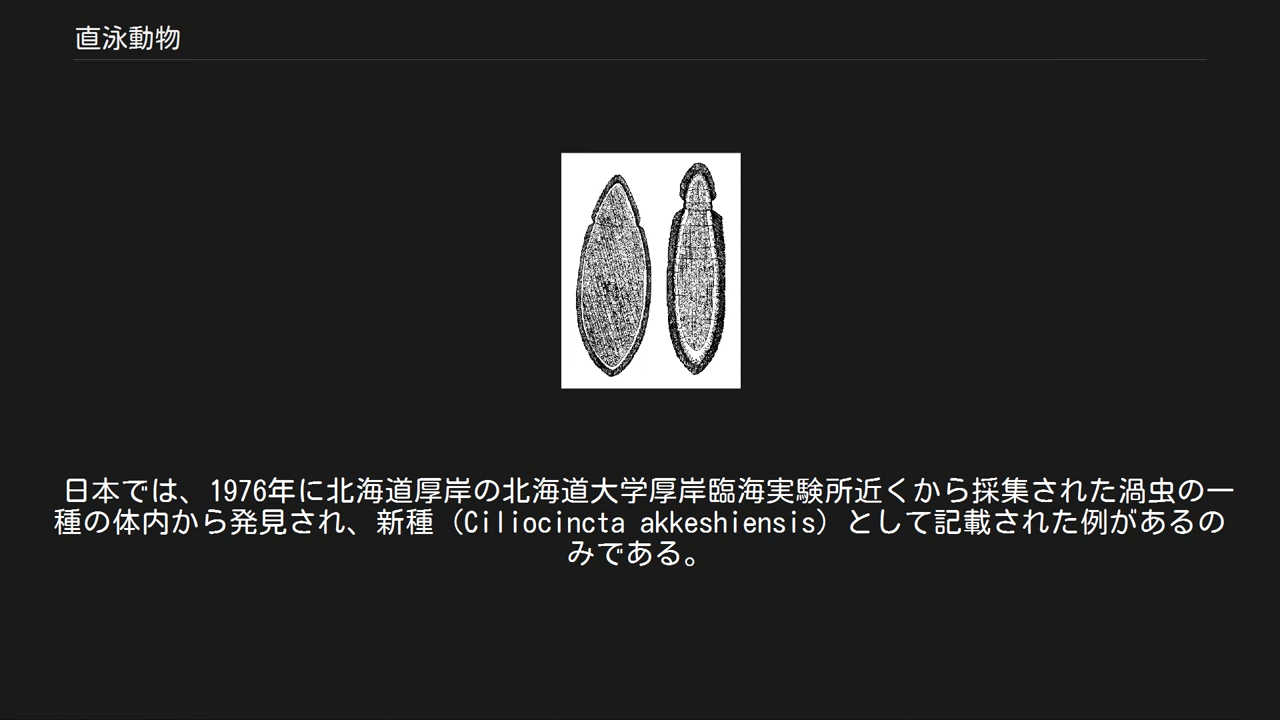 直泳動物
日本では、1976年に北海道厚岸の北海道大学厚岸臨海実験所近くから採集された渦虫の一
種の体内から発見され、新種（Ciliocincta akkeshiensis）として記載された例があるの
みである。